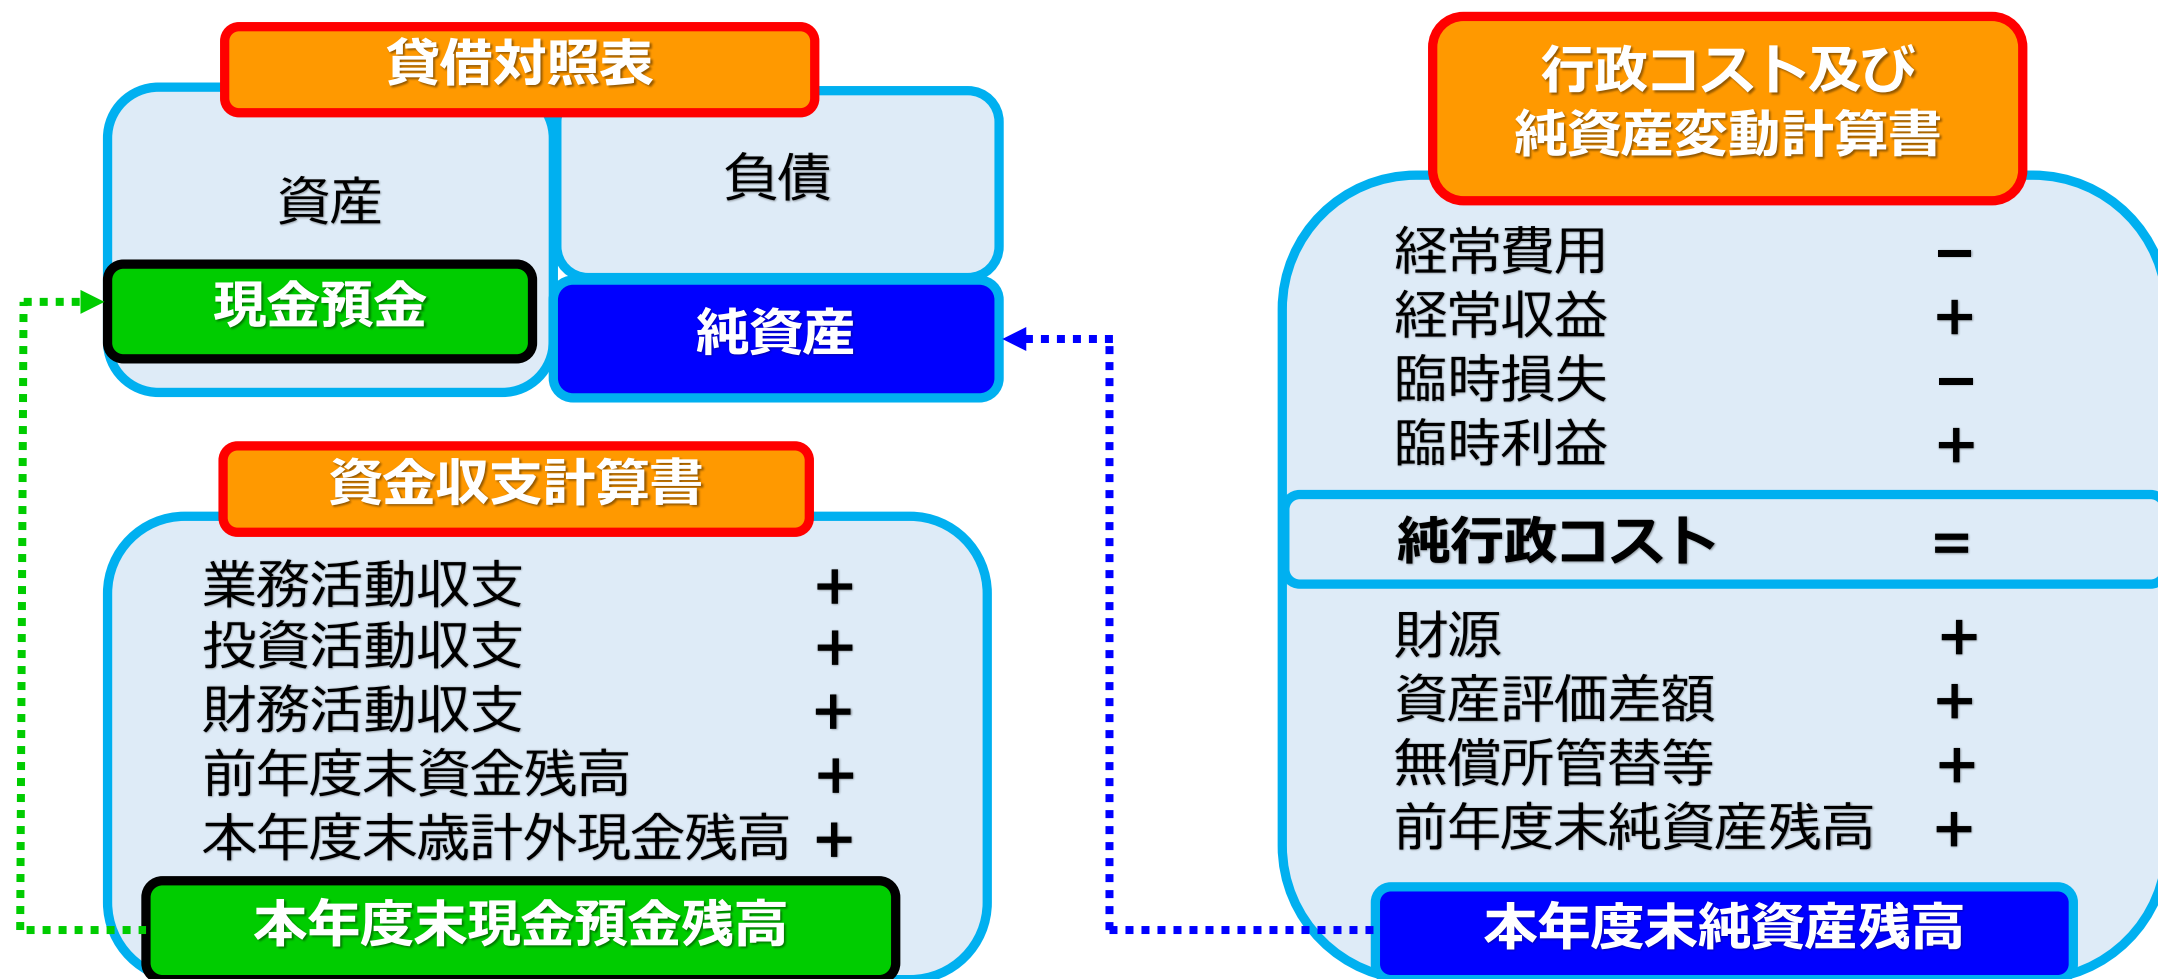 貸借対照表
資産
負債
現金預金
純資産
資金収支計算書
業務活動収支 +
投資活動収支 +
財務活動収支 +
前年度末資金残高 +
本年度末歳計外現金残高 +
本年度末現金預金残高
行政コスト及び
純資産変動計算書
経常費用 −
経常収益 +
臨時損失 −
臨時利益 +
純行政コスト =
財源 +
資産評価差額 +
無償所管替等 +
前年度末純資産残高 +
本年度末純資産残高